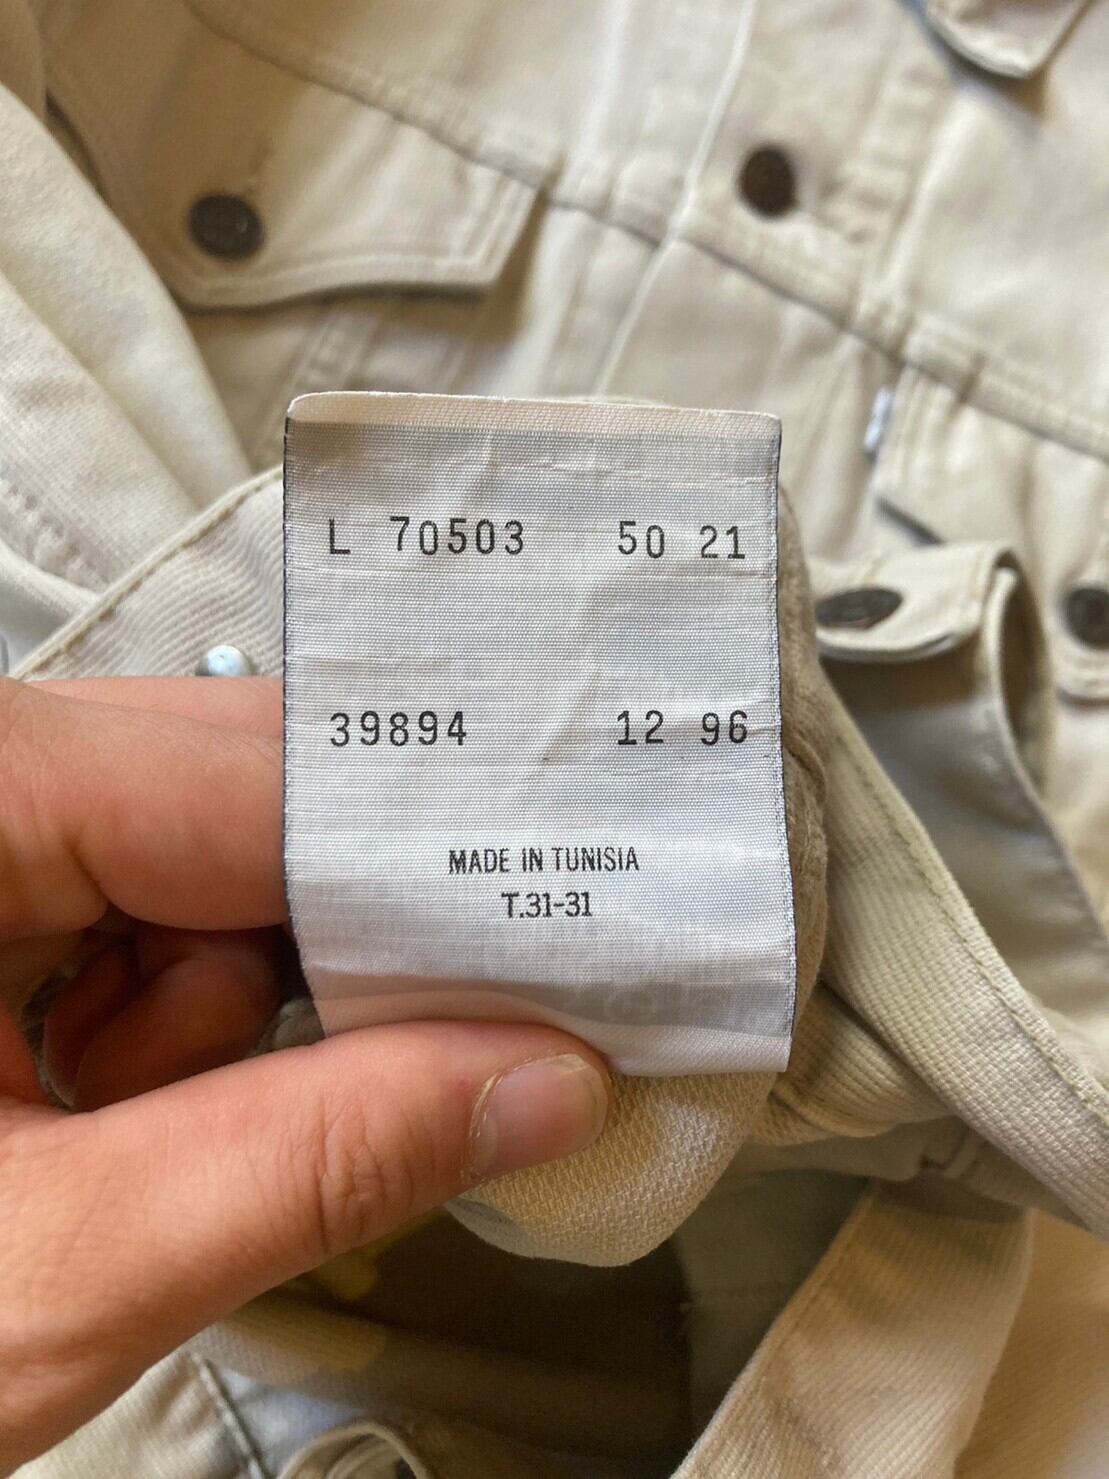 L 70503 50 21
39894 12 96
MADE IN TUNISIA
T.31-31